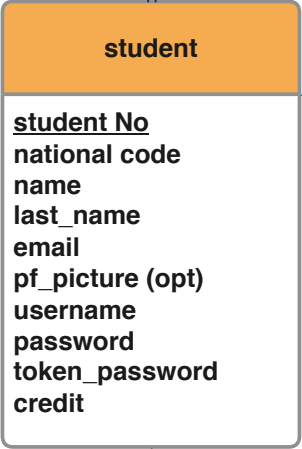 student
student No
national code
name
last_name
email
pf_picture (opt)
username
password
token_password
credit